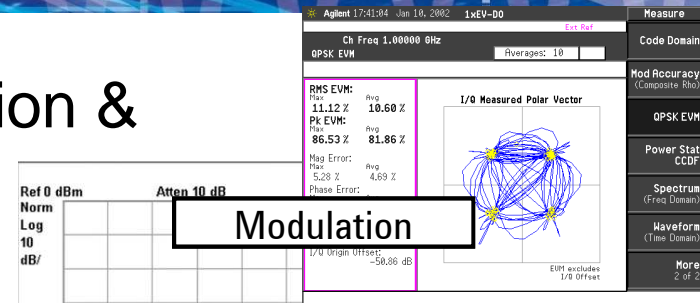 Agilent 17:41:04 Jan 10, 2002 1xEV-DO
Ext Ref
Ch Freq 1.00000 GHz
QPSK EVM
Averages: 10
RMS EVM:
Max Avg
11.12 % 10.60 %
Pk EVM:
Max Avg
86.53 % 81.86 %
Mag Error:
Max Avg
5.28 % 4.69 %
Phase Error:
I/Q Origin Offset:
-50.86 dB
I/Q Measured Polar Vector
EVM excludes
I/Q Offset
Measure
Code Domain
Mod Accuracy
(Composite Rho)
QPSK EVM
Power Stat
CCDF
Spectrum
(Freq Domain)
Waveform
(Time Domain)
More
2 of 2
ion &
Ref 0 dBm Atten 10 dB
Norm
Log
10
dB/
Modulation